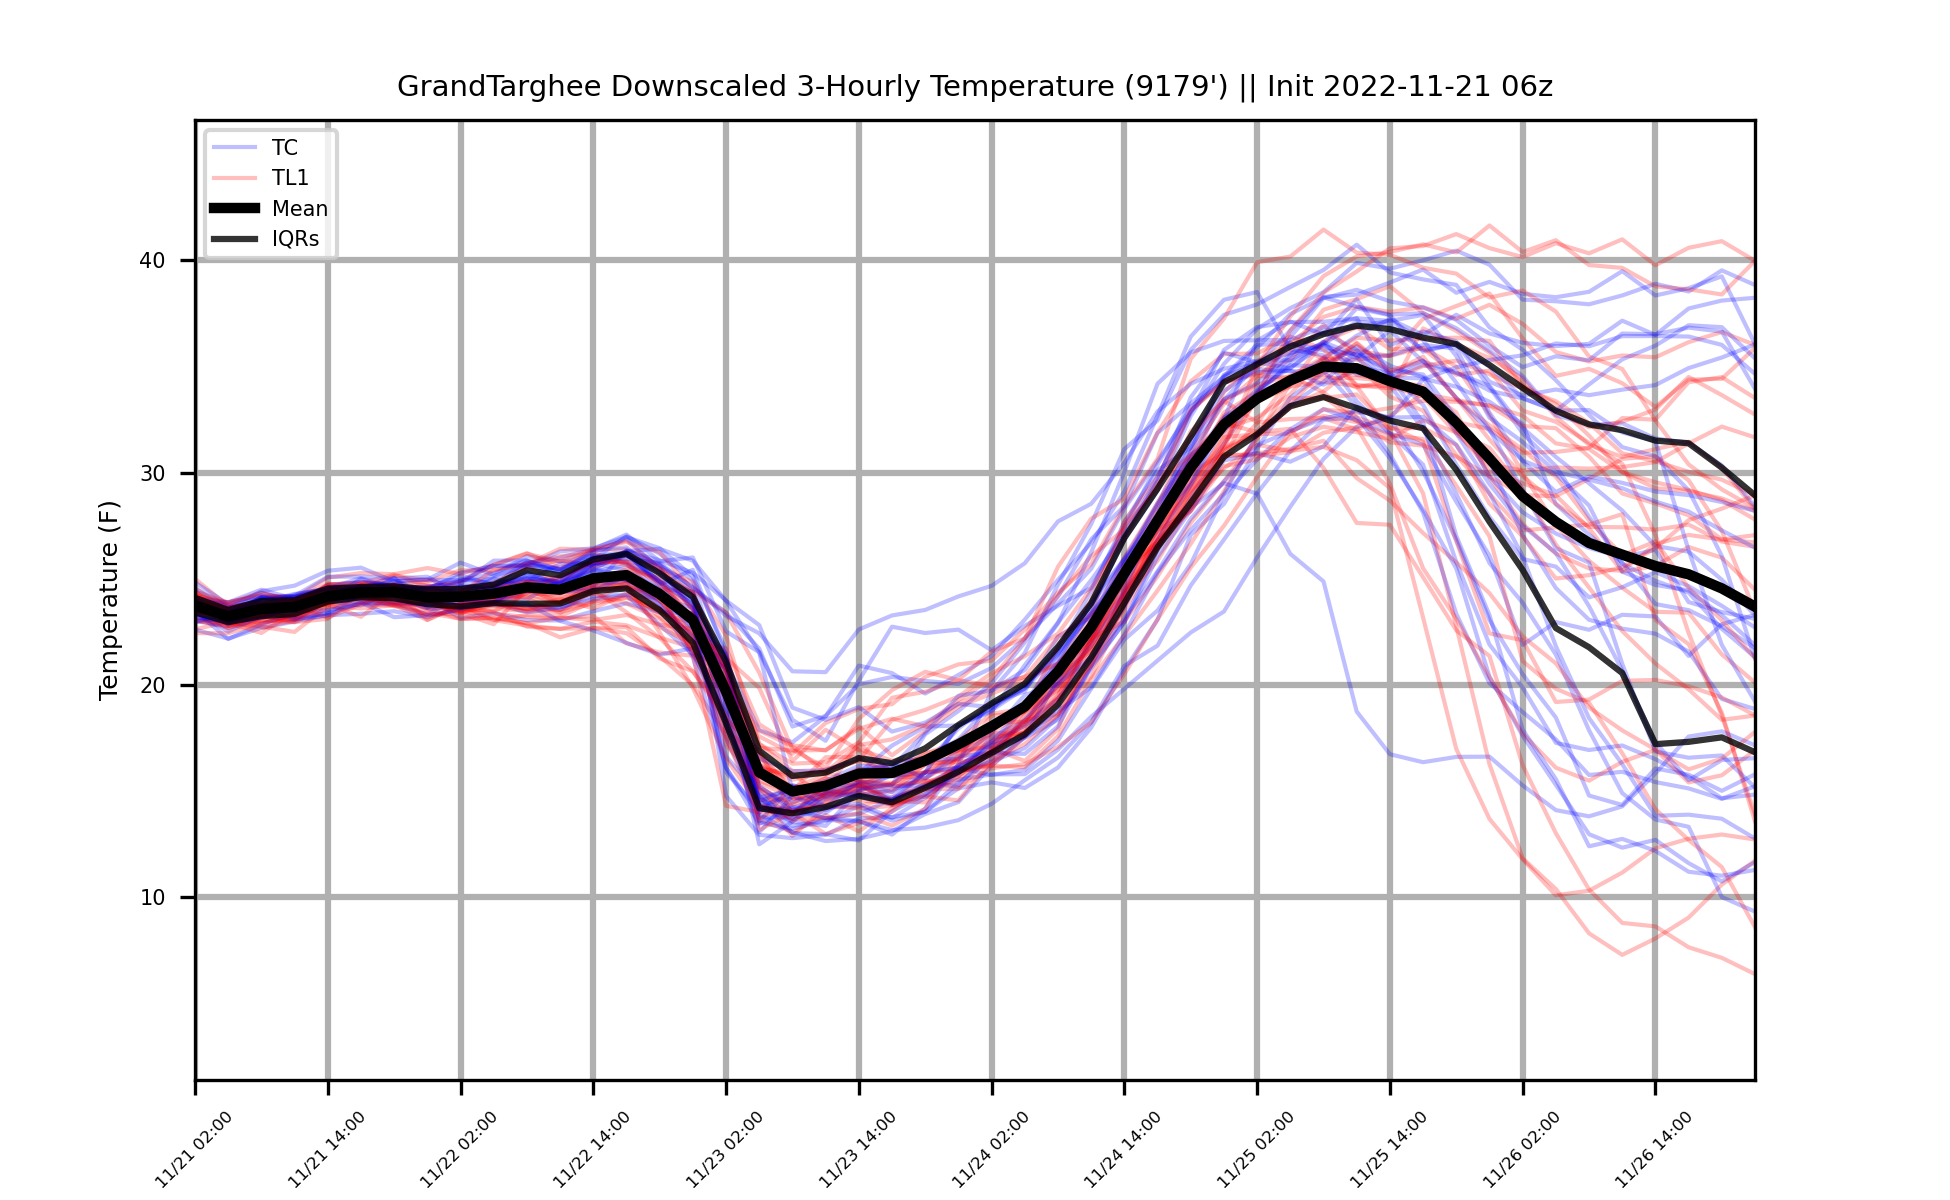 GrandTarghee Downscaled 3-Hourly Temperature (9179') || Init 2022-11-21 06z
TC
TL1
Mean
IQRs
40
30
20
10
Temperature (F)
11/21 02:00
11/21 14:00
11/22 02:00
11/22 14:00
11/23 02:00
11/23 14:00
11/24 02:00
11/24 14:00
11/25 02:00
11/25 14:00
11/26 02:00
11/26 14:00